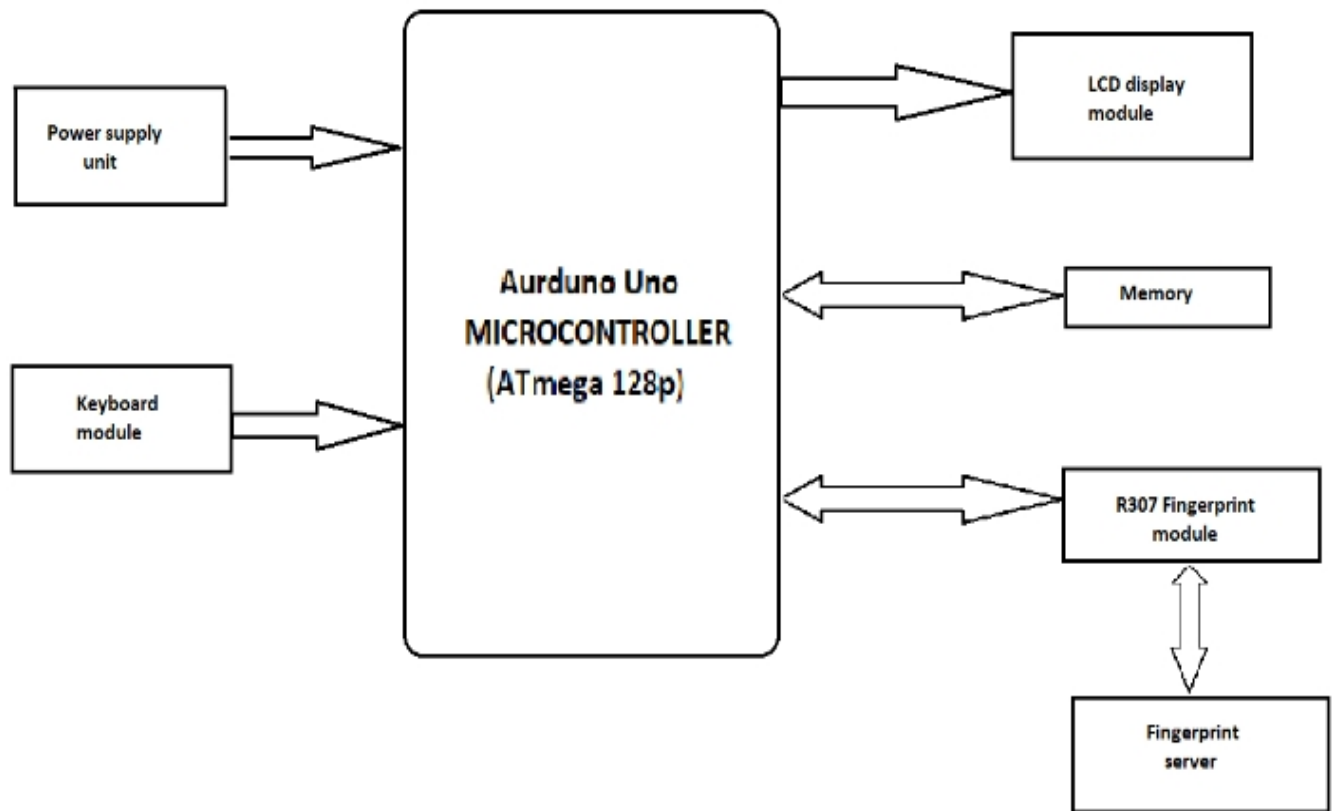 Power supply
unit
Keyboard
module
Aurduno Uno
MICROCONTROLLER
(ATmega 128p)
LCD display
module
Memory
R307 Fingerprint
module
Fingerprint
server